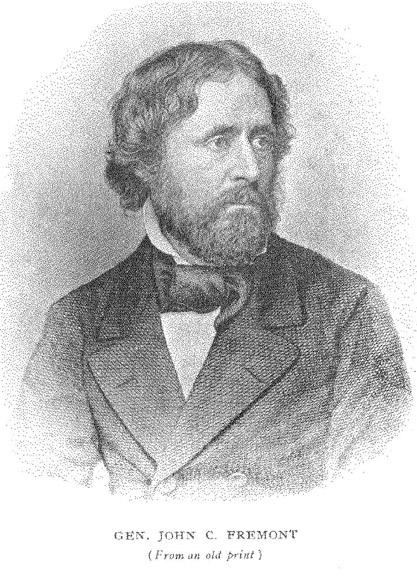 GEN. JOHN C. FREMONT
(From an old print)